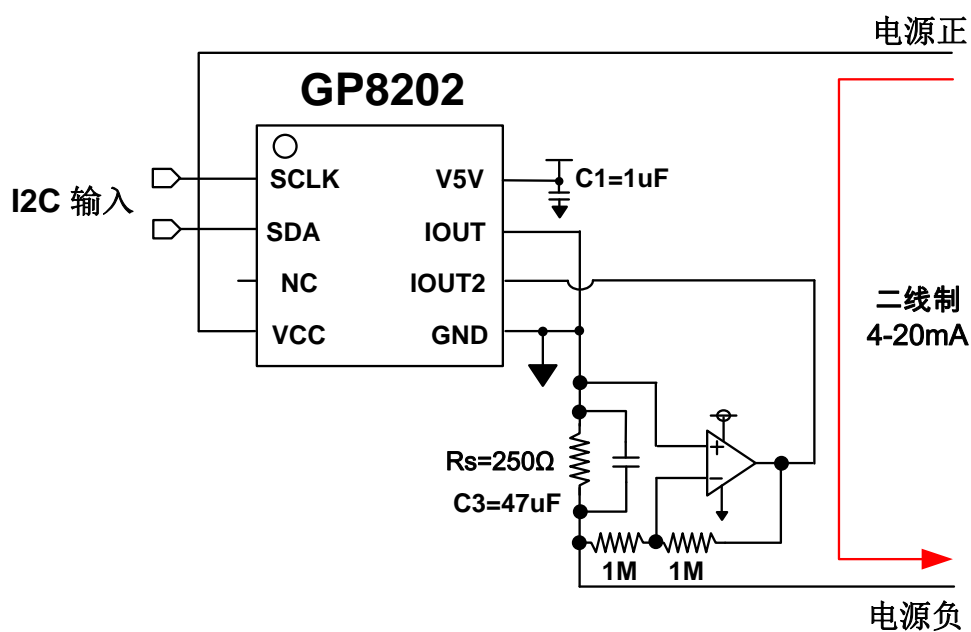 电源正
GP8202
I2C 输入
SCLK
SDA
NC
VCC
V5V
IOUT
IOUT2
GND
C1=1uF
二线制
4-20mA
+
−
Rs=250Ω
C3=47uF
1M
1M
电源负